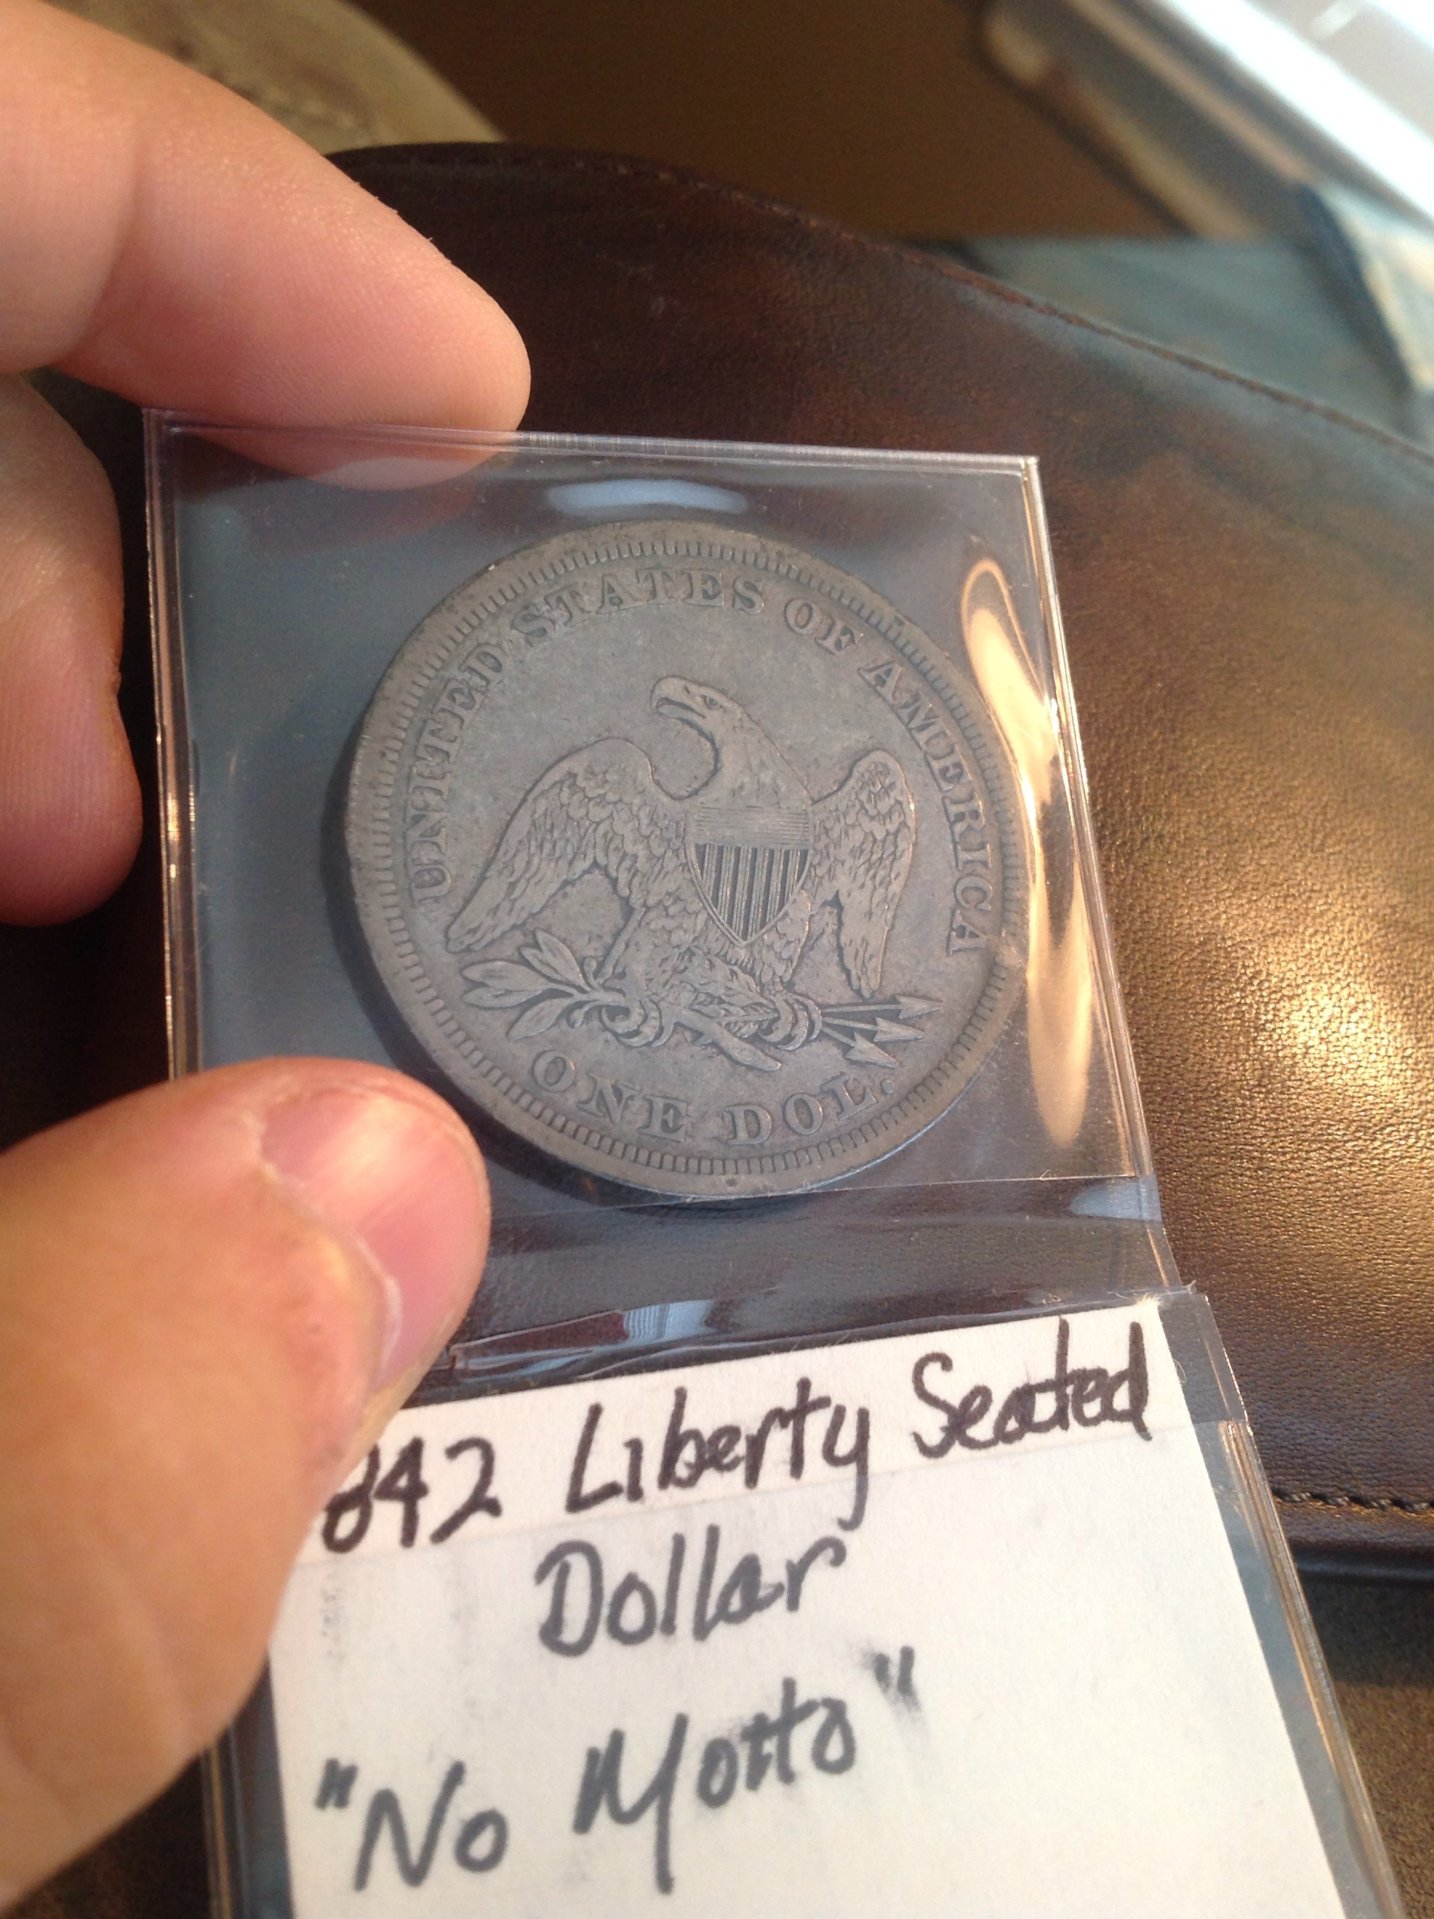 UNITED STATES OF AMERICA
ONE DOL.
842 Liberty Seated
Dollar
"No Motto"